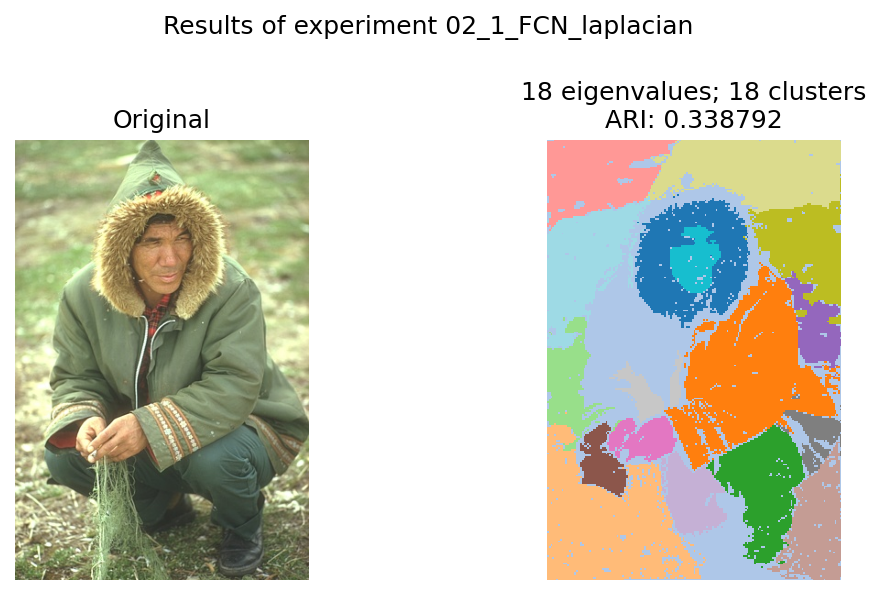 Results of experiment 02_1_FCN_laplacian
Original
18 eigenvalues; 18 clusters
ARI: 0.338792